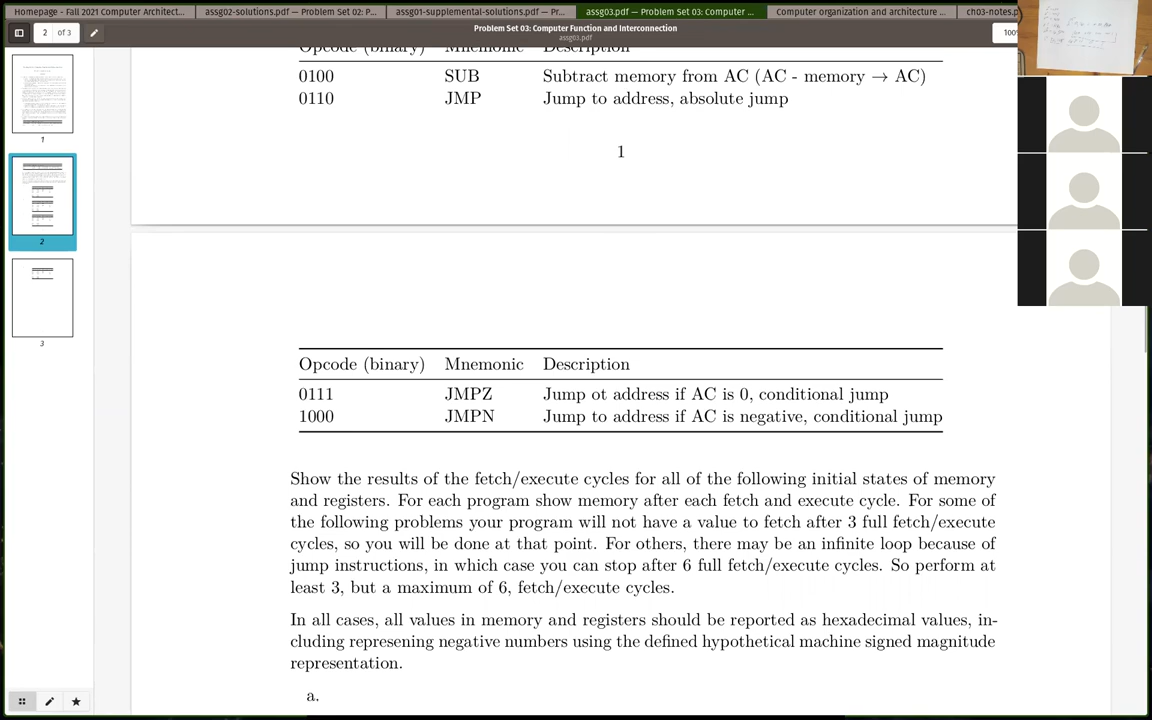 Homepage - Fall 2021 Computer Architect...
assg02-solutions.pdf — Problem Set 02: P...
assg01-supplemental-solutions.pdf — Pr...
assg03.pdf — Problem Set 03: Computer ...
Computer organization and architecture ...
ch03-notes.p
2 of 3
Problem Set 03: Computer Function and Interconnection
assg03.pdf
100
Opcode (binary) Mnemonic Description
0100 SUB Subtract memory from AC (AC - memory → AC)
0110 JMP Jump to address, absolute jump
1
1
2
3
Opcode (binary) Mnemonic Description
0111 JMPZ Jump ot address if AC is 0, conditional jump
1000 JMPN Jump to address if AC is negative, conditional jump
Show the results of the fetch/execute cycles for all of the following initial states of memory
and registers. For each program show memory after each fetch and execute cycle. For some of
the following problems your program will not have a value to fetch after 3 full fetch/execute
cycles, so you will be done at that point. For others, there may be an infinite loop because of
jump instructions, in which case you can stop after 6 full fetch/execute cycles. So perform at
least 3, but a maximum of 6, fetch/execute cycles.
In all cases, all values in memory and registers should be reported as hexadecimal values, in-
cluding represening negative numbers using the defined hypothetical machine signed magnitude
representation.
a.